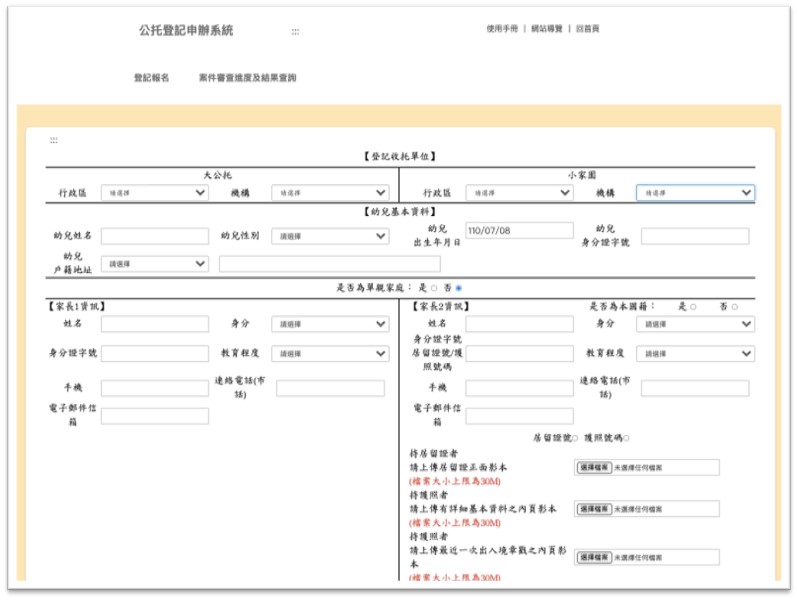 公托登記申辦系統 :::
使用手冊 | 網站導覽 | 回首頁
登記報名 案件審查進度及結果查詢
:::
【登記收托單位】
大公托 小家園
行政區 請選擇 機構 請選擇 行政區 請選擇 機構 請選擇
【幼兒基本資料】
幼兒姓名 幼兒性別 請選擇 幼兒出生年月日 110/07/08 幼兒身分證字號
幼兒戶籍地址 請選擇
是否為單親家庭： 是 否
【家長1資訊】
姓名 身分 請選擇
身分證字號 教育程度 請選擇
手機 連絡電話(市話)
電子郵件信箱
【家長2資訊】 是否為本國籍： 是 否
姓名 身分 請選擇
身分證字號居留證號/護照號碼 教育程度 請選擇
手機 連絡電話(市話)
電子郵件信箱
居留證號 護照號碼
持居留證者
請上傳居留證正面影本 選擇檔案 未選擇任何檔案
(檔案大小上限為30M)
持護照者
請上傳有詳細基本資料之內頁影本 選擇檔案 未選擇任何檔案
(檔案大小上限為30M)
持護照者
請上傳最近一次出入境章戳之內頁影本 選擇檔案 未選擇任何檔案
(檔案大小上限為30M)